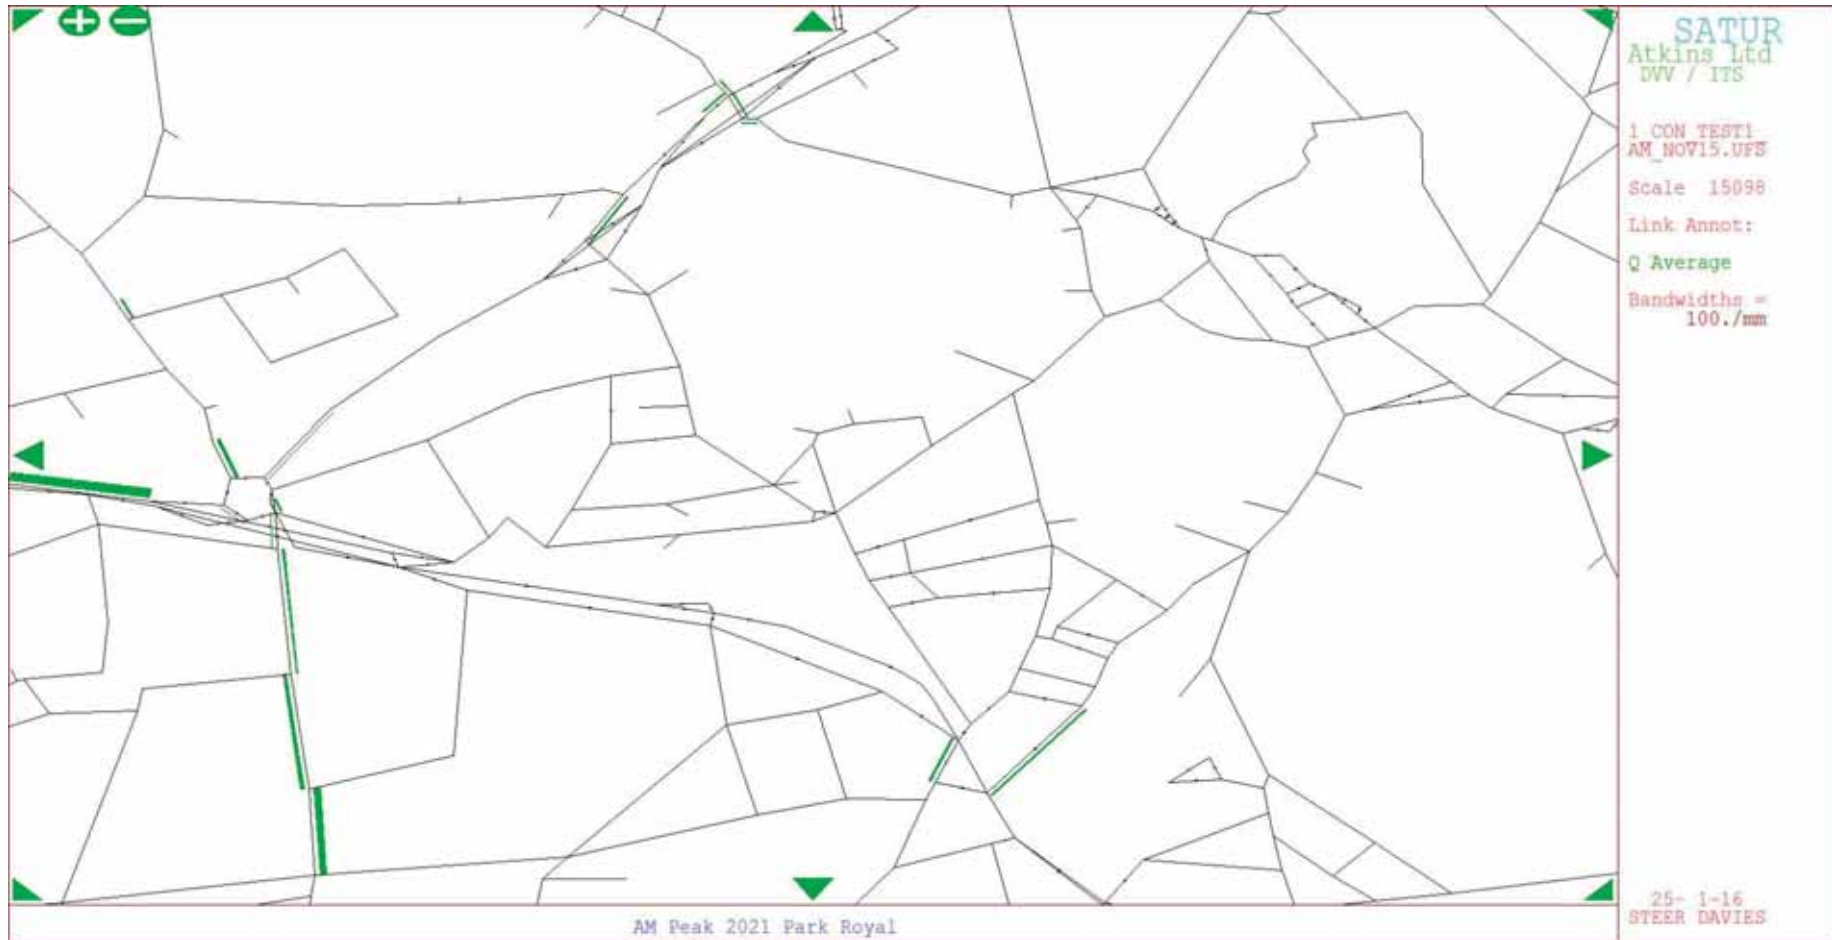 SATUR
Atkins Ltd
DVV / ITS
1 CON TEST1
AM_NOV15.UFS
Scale 15098
Link Annot:
Q Average
Bandwidths =
100./mm
25- 1-16
STEER DAVIES
AM Peak 2021 Park Royal